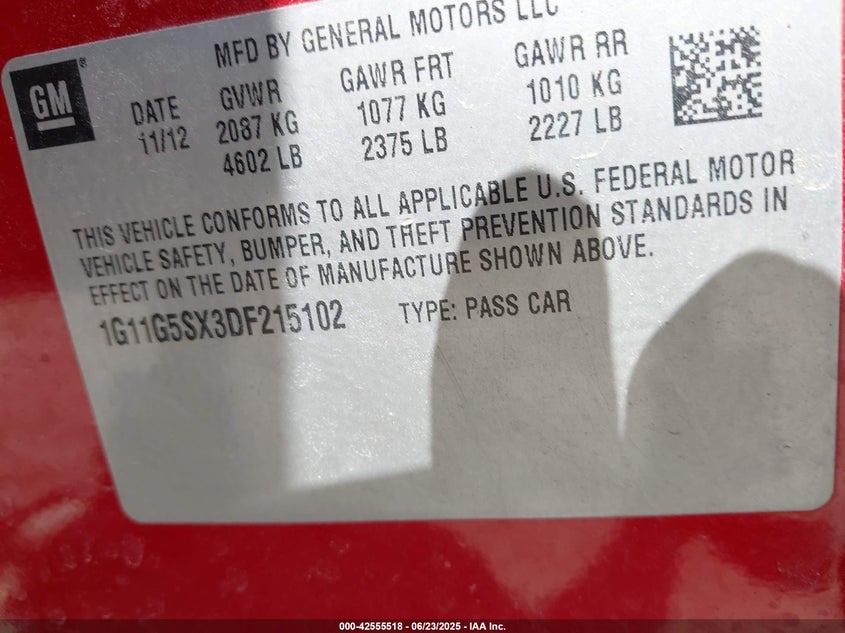 MFD BY GENERAL MOTORS LLC
GM ®
DATE GVWR GAWR FRT GAWR RR
11/12 2087 KG 1077 KG 1010 KG
4602 LB 2375 LB 2227 LB
THIS VEHICLE CONFORMS TO ALL APPLICABLE U.S. FEDERAL MOTOR
VEHICLE SAFETY, BUMPER, AND THEFT PREVENTION STANDARDS IN
EFFECT ON THE DATE OF MANUFACTURE SHOWN ABOVE.
1G11G5SX3DF215102 TYPE: PASS CAR
000-42555518 - 06/23/2025 - IAA Inc.